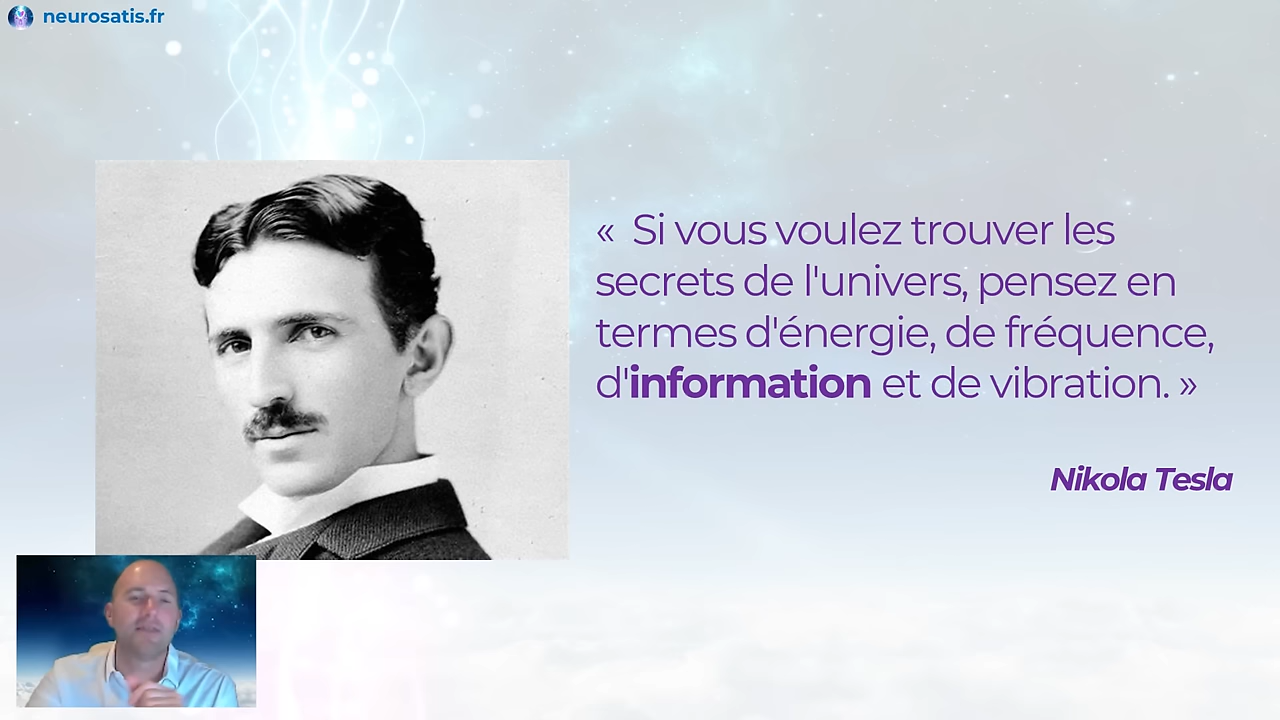 neurosatis.fr
«  Si vous voulez trouver les
secrets de l'univers, pensez en
termes d'énergie, de fréquence,
d'information et de vibration. »
Nikola Tesla